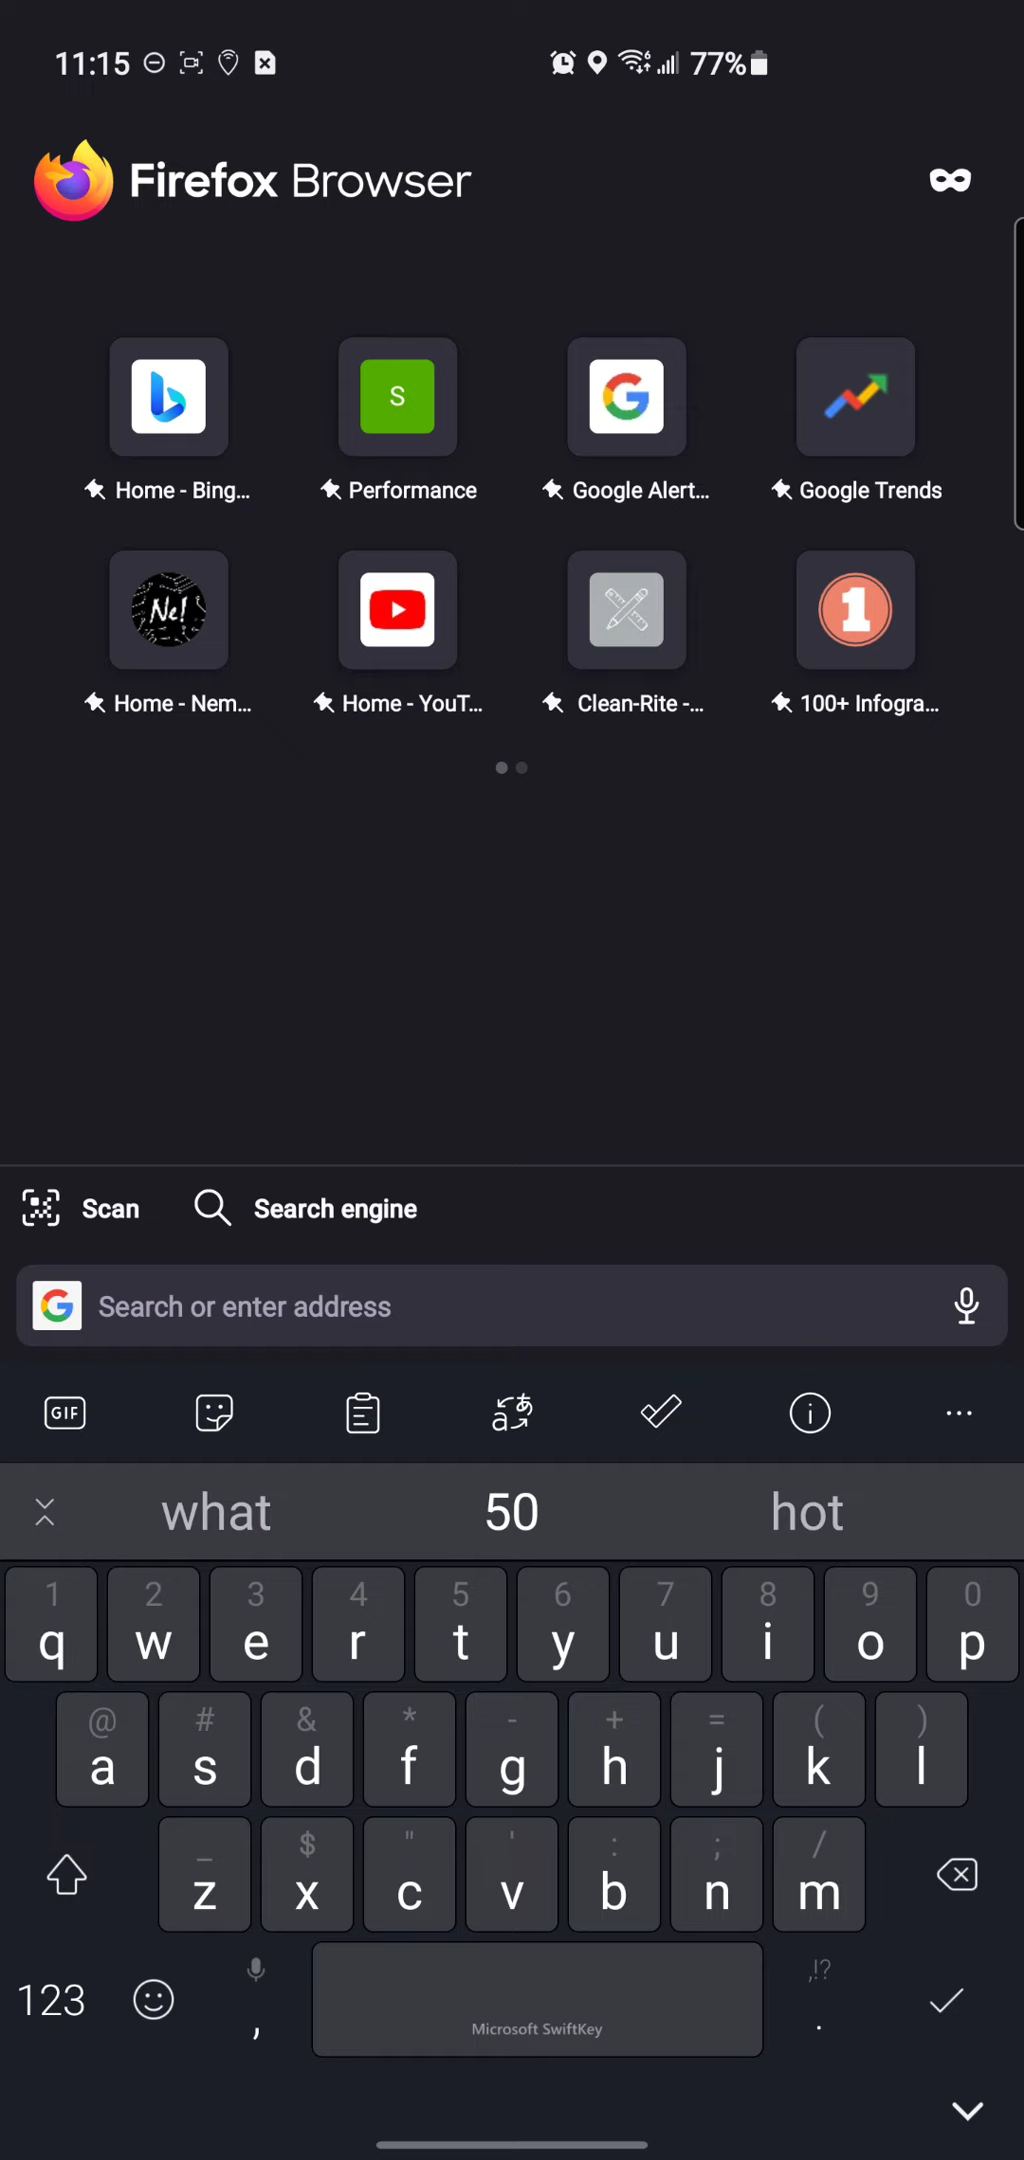 11:15 77%
Firefox Browser
S
Home - Bing... Performance Google Alert... Google Trends
Ne! 1
Home - Nem... Home - YouT... Clean-Rite -... 100+ Infogra...
Scan Search engine
Search or enter address
GIF
what 50 hot
1 2 3 4 5 6 7 8 9 0
q w e r t y u i o p
@ # & * - + = ( )
a s d f g h j k l
_ $ " ' : ; /
z x c v b n m
123 , ,!? .
Microsoft SwiftKey